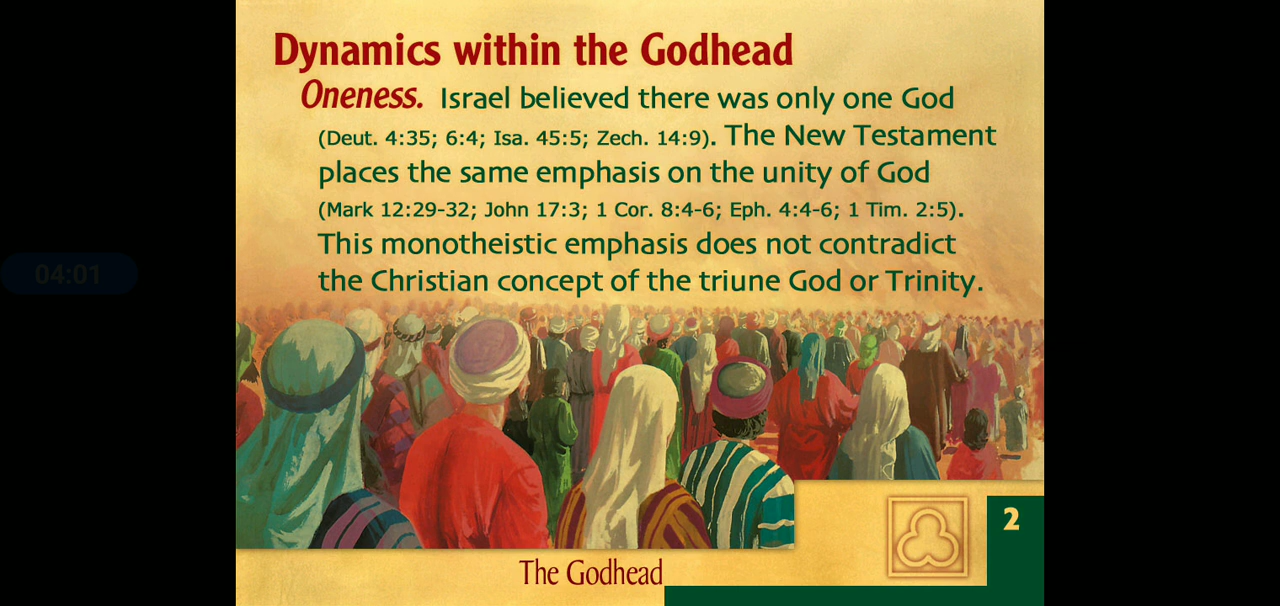 Dynamics within the Godhead
Oneness. Israel believed there was only one God
(Deut. 4:35; 6:4; Isa. 45:5; Zech. 14:9). The New Testament
places the same emphasis on the unity of God
(Mark 12:29-32; John 17:3; 1 Cor. 8:4-6; Eph. 4:4-6; 1 Tim. 2:5).
This monotheistic emphasis does not contradict
the Christian concept of the triune God or Trinity.
04:01
2
The Godhead